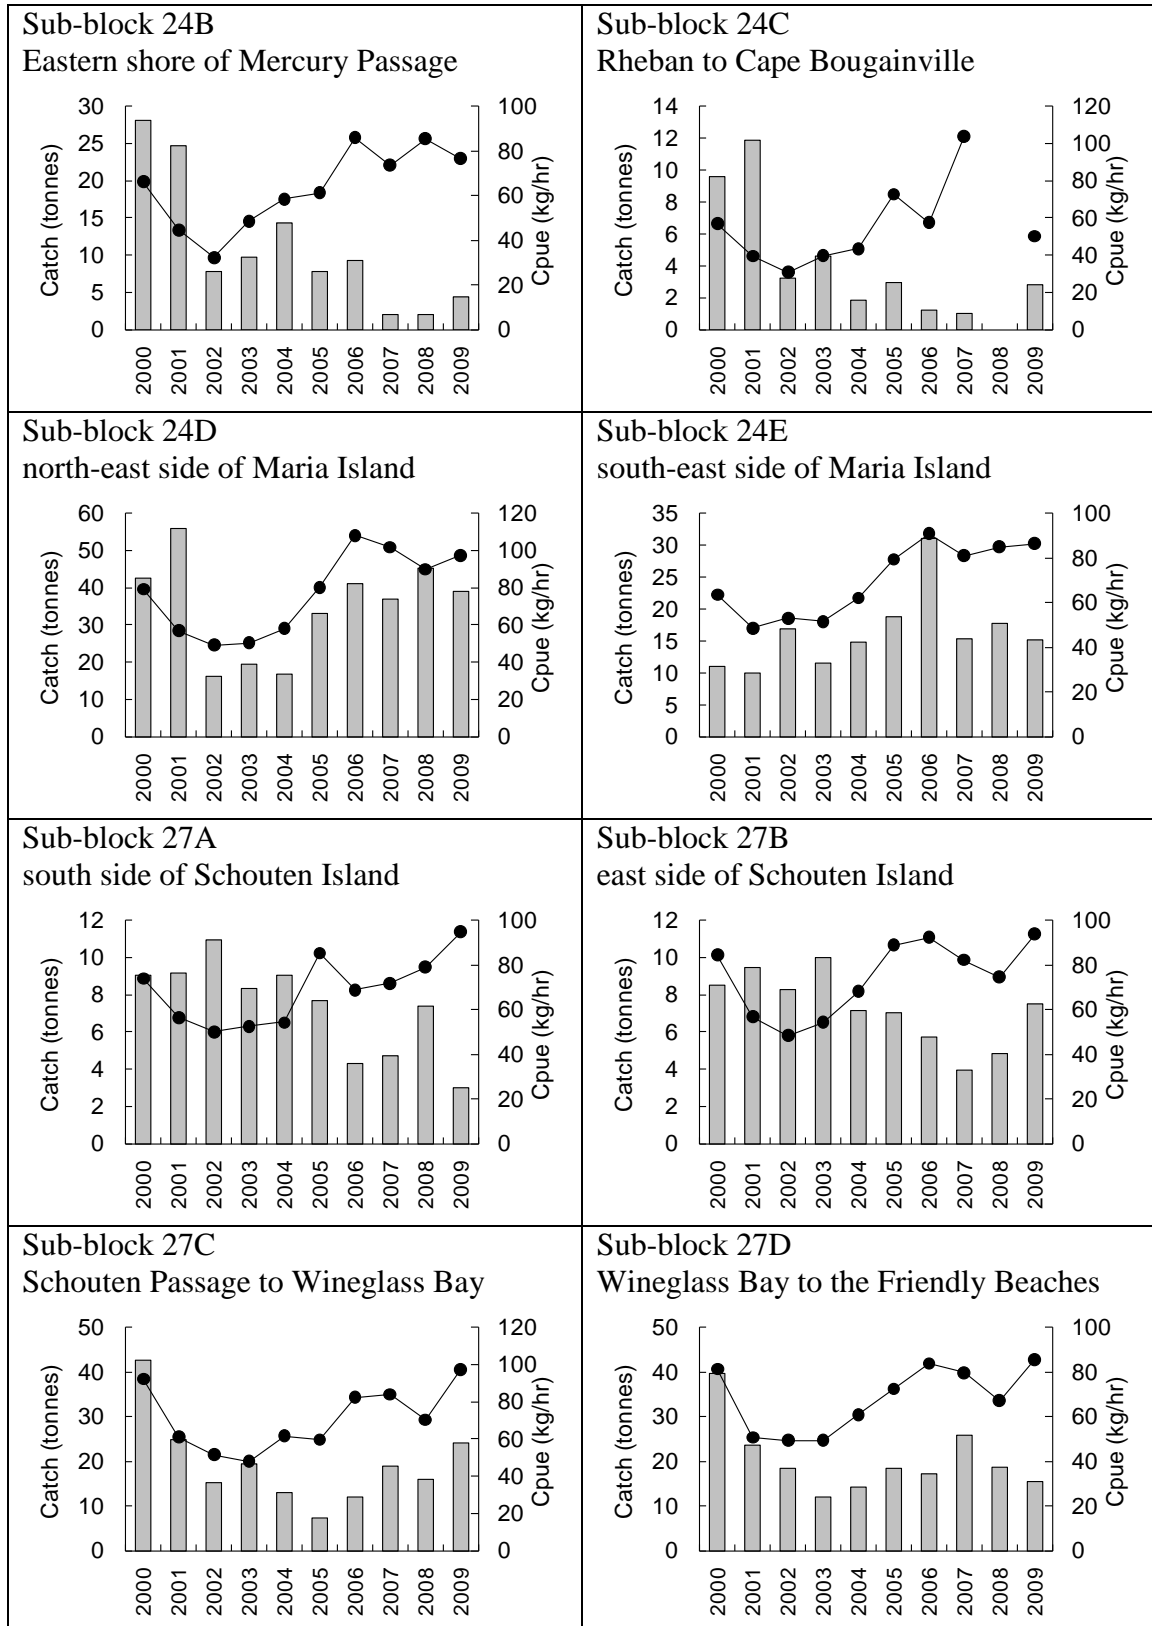 Sub-block 24B
Eastern shore of Mercury Passage
30
25
20
15
10
5
0
Catch (tonnes)
100
80
60
40
20
0
Cpue (kg/hr)
2000 2001 2002 2003 2004 2005 2006 2007 2008 2009
Sub-block 24C
Rheban to Cape Bougainville
14
12
10
8
6
4
2
0
Catch (tonnes)
120
100
80
60
40
20
0
Cpue (kg/hr)
2000 2001 2002 2003 2004 2005 2006 2007 2008 2009
Sub-block 24D
north-east side of Maria Island
60
50
40
30
20
10
0
Catch (tonnes)
120
100
80
60
40
20
0
Cpue (kg/hr)
2000 2001 2002 2003 2004 2005 2006 2007 2008 2009
Sub-block 24E
south-east side of Maria Island
35
30
25
20
15
10
5
0
Catch (tonnes)
100
80
60
40
20
0
Cpue (kg/hr)
2000 2001 2002 2003 2004 2005 2006 2007 2008 2009
Sub-block 27A
south side of Schouten Island
12
10
8
6
4
2
0
Catch (tonnes)
100
80
60
40
20
0
Cpue (kg/hr)
2000 2001 2002 2003 2004 2005 2006 2007 2008 2009
Sub-block 27B
east side of Schouten Island
12
10
8
6
4
2
0
Catch (tonnes)
100
80
60
40
20
0
Cpue (kg/hr)
2000 2001 2002 2003 2004 2005 2006 2007 2008 2009
Sub-block 27C
Schouten Passage to Wineglass Bay
50
40
30
20
10
0
Catch (tonnes)
120
100
80
60
40
20
0
Cpue (kg/hr)
2000 2001 2002 2003 2004 2005 2006 2007 2008 2009
Sub-block 27D
Wineglass Bay to the Friendly Beaches
50
40
30
20
10
0
Catch (tonnes)
100
80
60
40
20
0
Cpue (kg/hr)
2000 2001 2002 2003 2004 2005 2006 2007 2008 2009